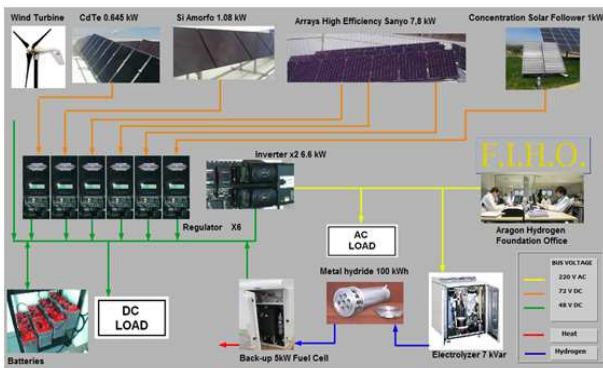 Wind Turbine
CdTe 0.645 kW
Si Amorfo 1.08 kW
Arrays High Efficiency Sanyo 7,8 kW
Concentration Solar Follower 1kW
Inverter x2 6.6 kW
F.I.H.O.
Regulator X6
AC
LOAD
Aragon Hydrogen
Foundation Office
Metal hydride 100 kWh
BUS VOLTAGE
220 V AC
72 V DC
48 V DC
Heat
Hydrogen
DC
LOAD
Batteries
Back-up 5kW Fuel Cell
Electrolyzer 7 kVar